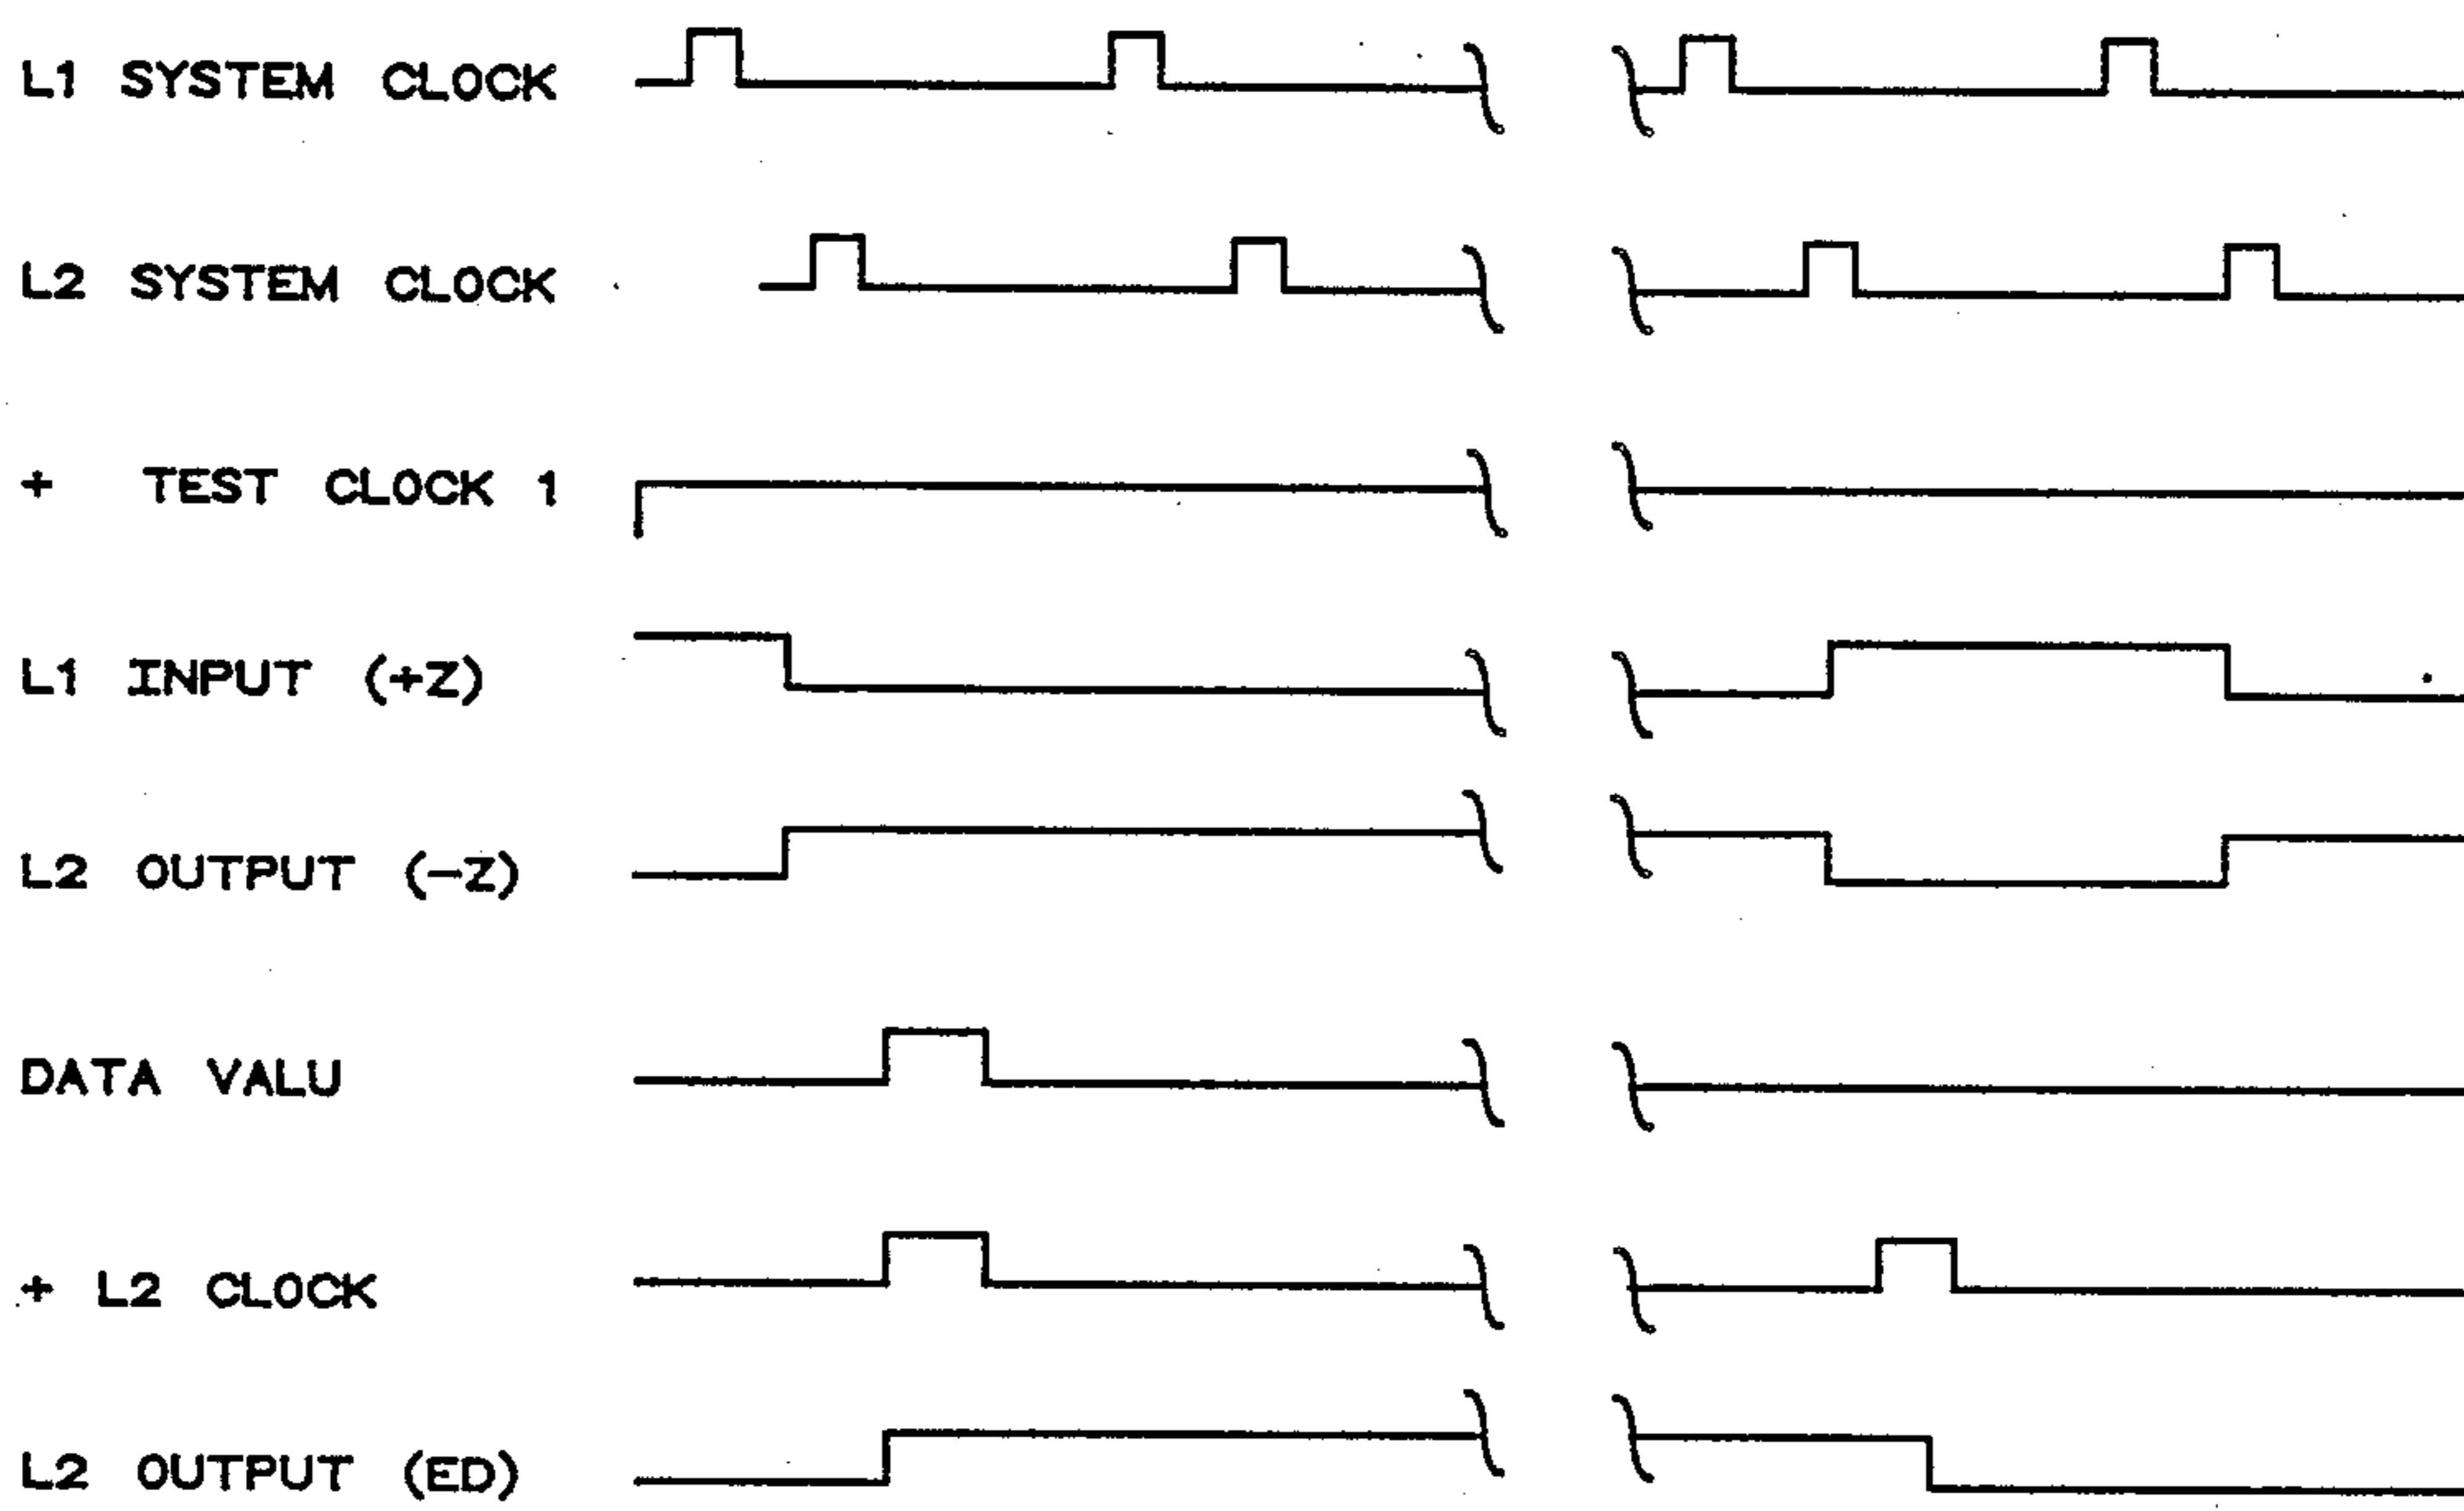 L1 SYSTEM CLOCK
L2 SYSTEM CLOCK
+ TEST CLOCK 1
L1 INPUT (+Z)
L2 OUTPUT (-Z)
DATA VALU
+ L2 CLOCK
L2 OUTPUT (ED)